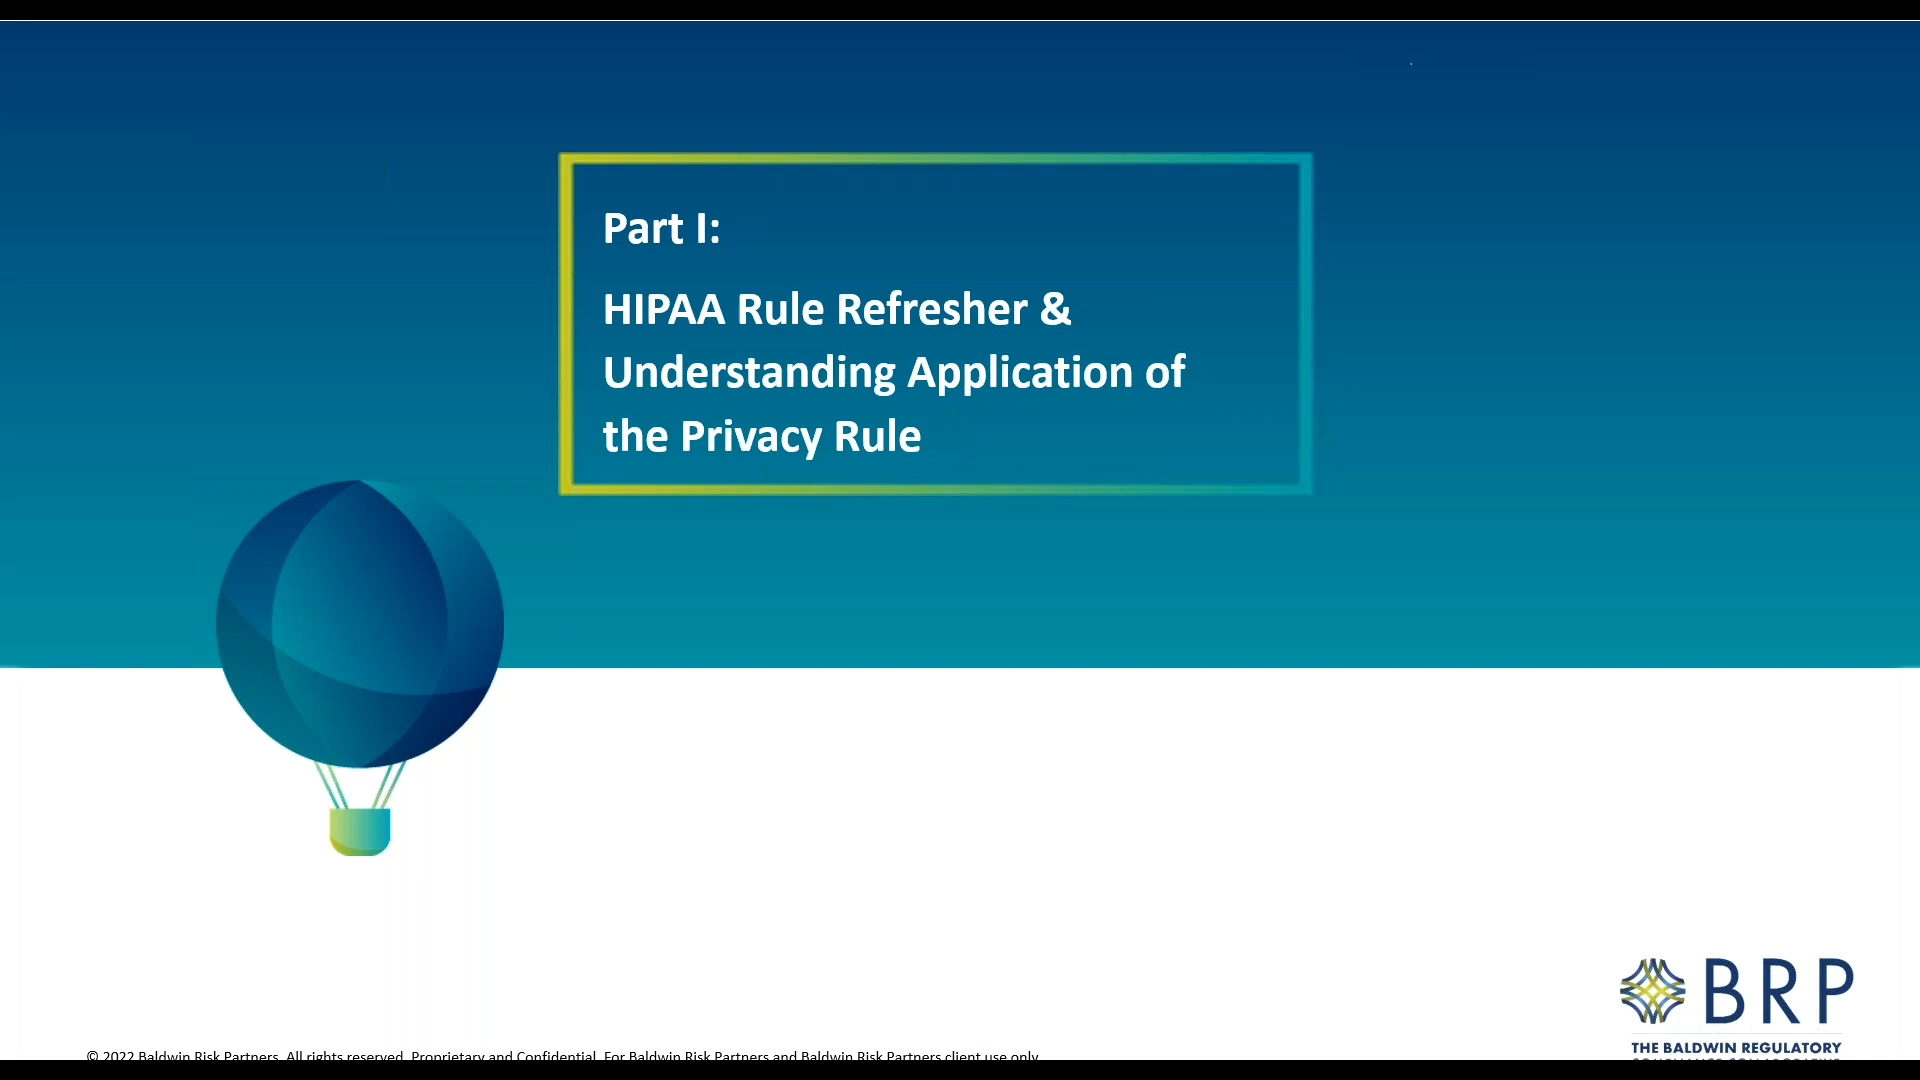 Part I:
HIPAA Rule Refresher &
Understanding Application of
the Privacy Rule
BRP
THE BALDWIN REGULATORY
© 2022 Baldwin Risk Partners. All rights reserved. Proprietary and Confidential. For Baldwin Risk Partners and Baldwin Risk Partners client use only